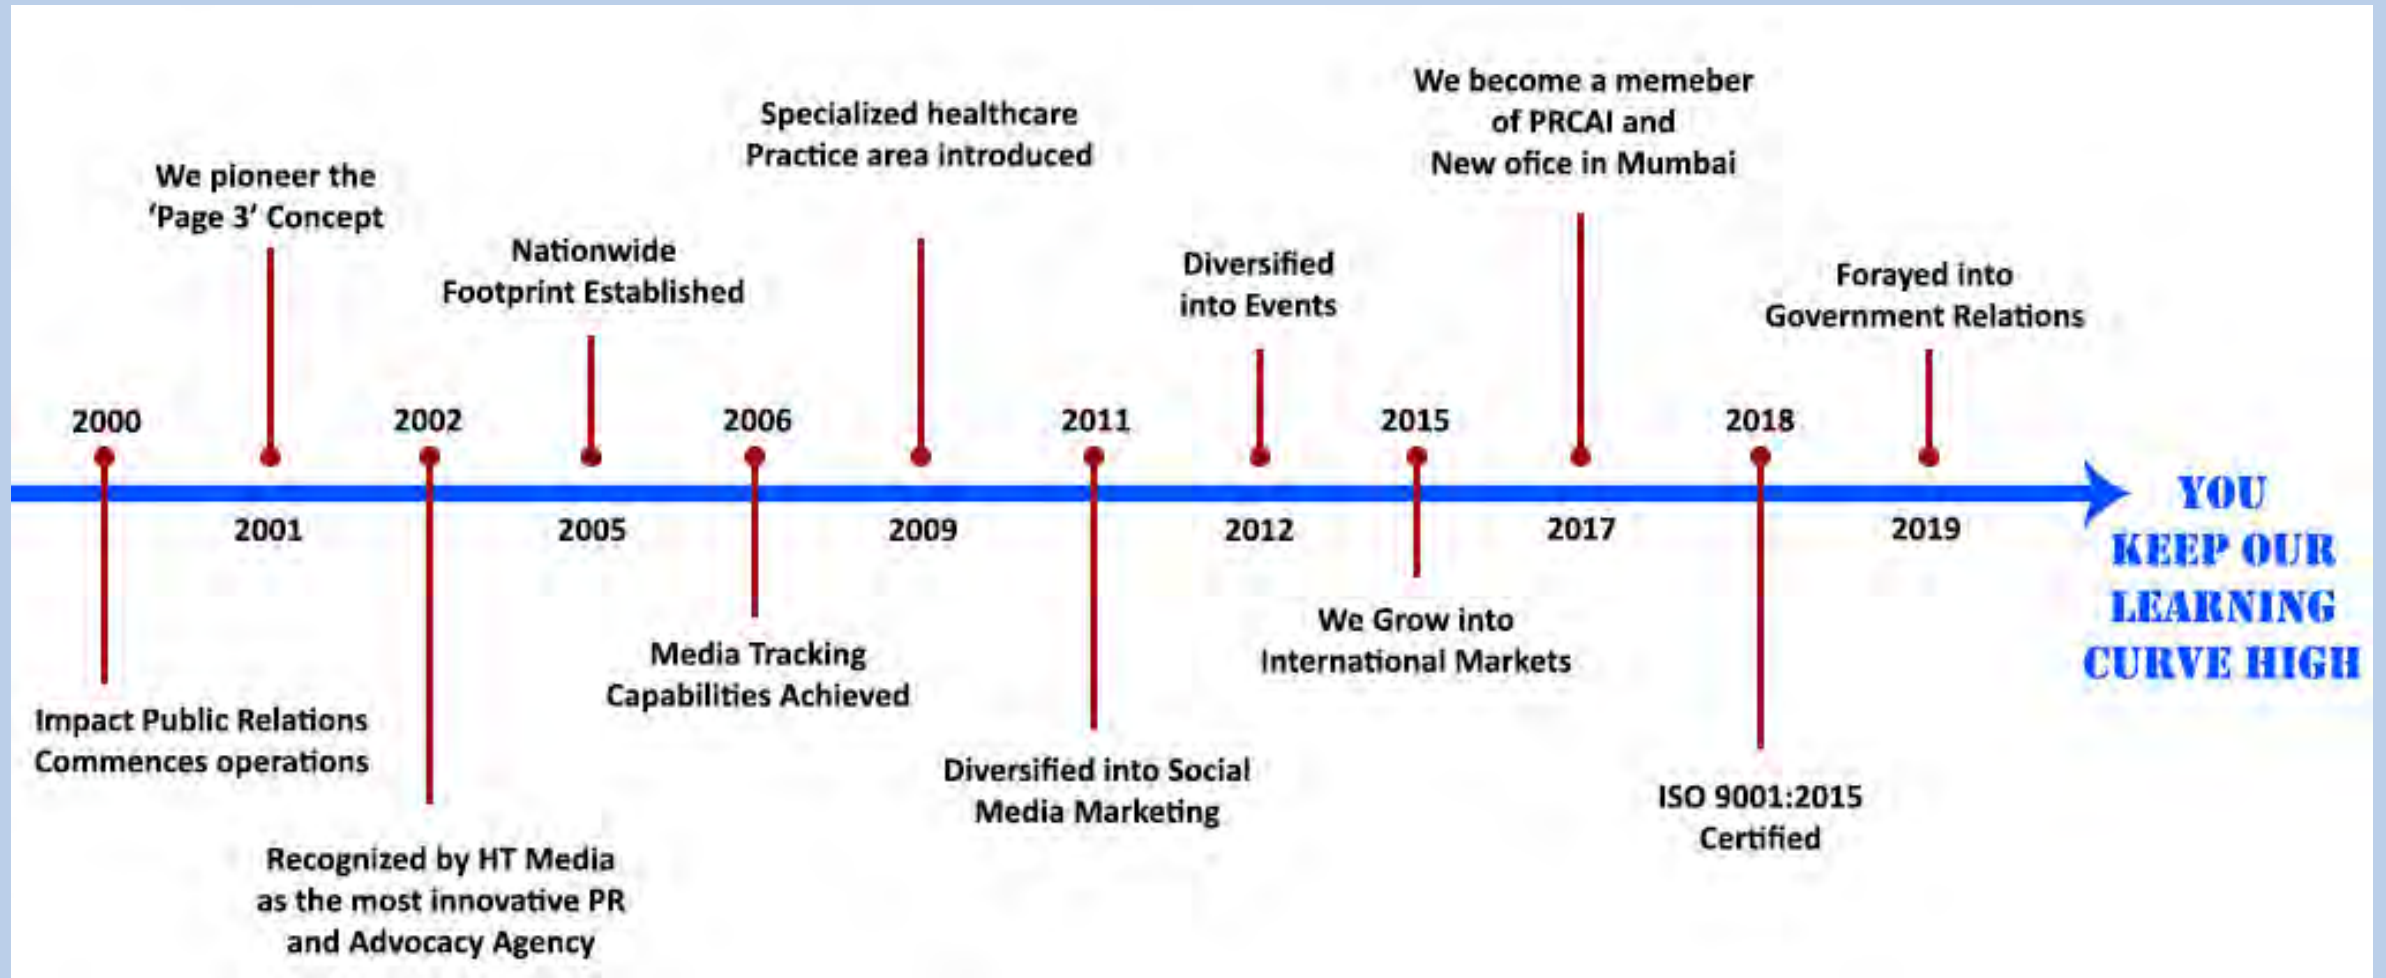 2000
Impact Public Relations
Commences operations
We pioneer the
‘Page 3’ Concept
2001
2002
Recognized by HT Media
as the most innovative PR
and Advocacy Agency
Nationwide
Footprint Established
2005
2006
Media Tracking
Capabilities Achieved
Specialized healthcare
Practice area introduced
2009
2011
Diversified into Social
Media Marketing
Diversified
into Events
2012
2015
We Grow into
International Markets
We become a memeber
of PRCAI and
New ofice in Mumbai
2017
2018
ISO 9001:2015
Certified
Forayed into
Government Relations
2019
YOU
KEEP OUR
LEARNING
CURVE HIGH